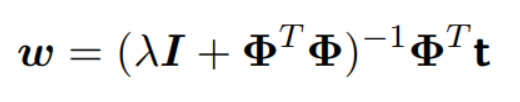 w = (λI + Φ^T Φ)^{-1} Φ^T t